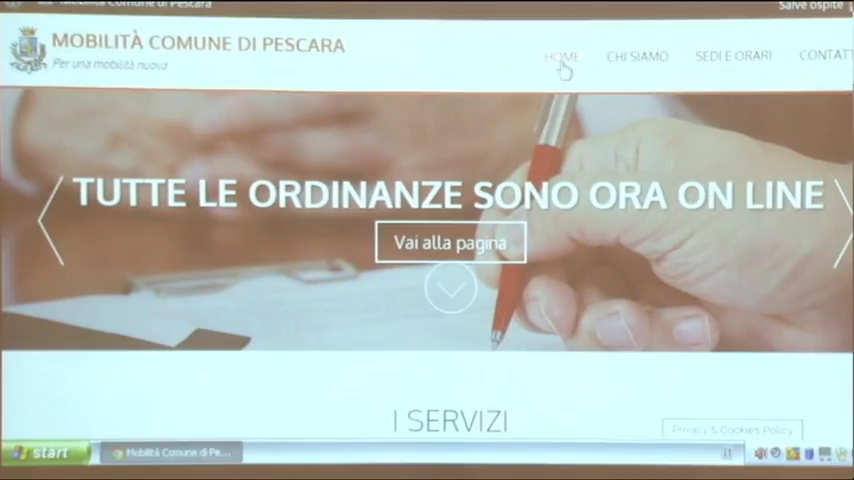 Mobilità Comune di Pescara
Salve ospite
MOBILITÀ COMUNE DI PESCARA
Per una mobilità nuova
HOME CHI SIAMO SEDI E ORARI CONTATT
TUTTE LE ORDINANZE SONO ORA ON LINE
Vai alla pagina
I SERVIZI
Privacy & Cookies Policy
start
Mobilità Comune di Pe...